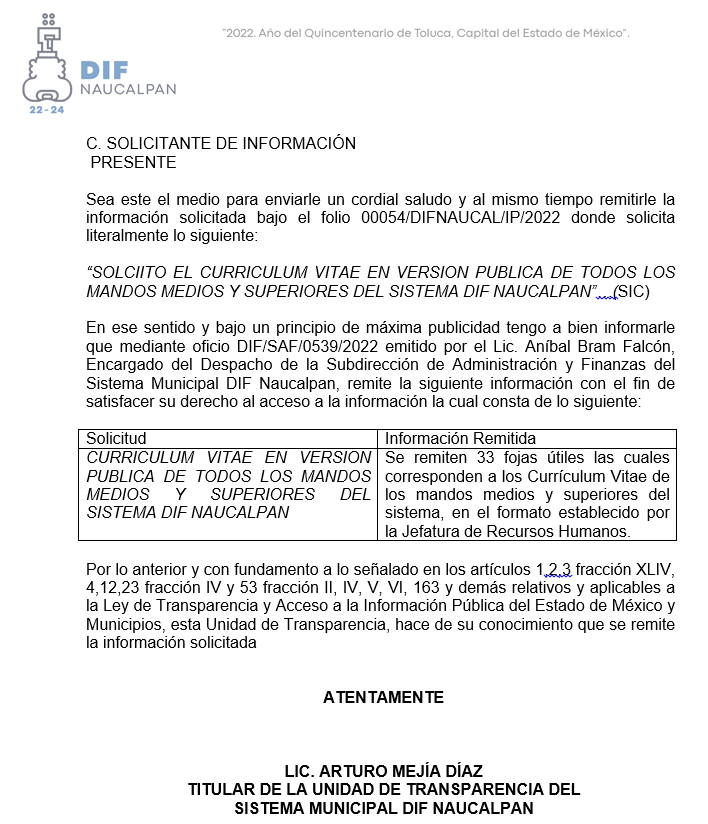 "2022. Año del Quincentenario de Toluca, Capital del Estado de México".
DIF
NAUCALPAN
22 - 24
C. SOLICITANTE DE INFORMACIÓN
PRESENTE
Sea este el medio para enviarle un cordial saludo y al mismo tiempo remitirle la
información solicitada bajo el folio 00054/DIFNAUCAL/IP/2022 donde solicita
literalmente lo siguiente:
“SOLCIITO EL CURRICULUM VITAE EN VERSION PUBLICA DE TODOS LOS
MANDOS MEDIOS Y SUPERIORES DEL SISTEMA DIF NAUCALPAN”...(SIC)
En ese sentido y bajo un principio de máxima publicidad tengo a bien informarle
que mediante oficio DIF/SAF/0539/2022 emitido por el Lic. Aníbal Bram Falcón,
Encargado del Despacho de la Subdirección de Administración y Finanzas del
Sistema Municipal DIF Naucalpan, remite la siguiente información con el fin de
satisfacer su derecho al acceso a la información la cual consta de lo siguiente:
Solicitud
CURRICULUM VITAE EN VERSION
PUBLICA DE TODOS LOS MANDOS
MEDIOS Y SUPERIORES DEL
SISTEMA DIF NAUCALPAN
Información Remitida
Se remiten 33 fojas útiles las cuales
corresponden a los Currículum Vitae de
los mandos medios y superiores del
sistema, en el formato establecido por
la Jefatura de Recursos Humanos.
Por lo anterior y con fundamento a lo señalado en los artículos 1,2,3 fracción XLIV,
4,12,23 fracción IV y 53 fracción II, IV, V, VI, 163 y demás relativos y aplicables a
la Ley de Transparencia y Acceso a la Información Pública del Estado de México y
Municipios, esta Unidad de Transparencia, hace de su conocimiento que se remite
la información solicitada
ATENTAMENTE
LIC. ARTURO MEJÍA DÍAZ
TITULAR DE LA UNIDAD DE TRANSPARENCIA DEL
SISTEMA MUNICIPAL DIF NAUCALPAN